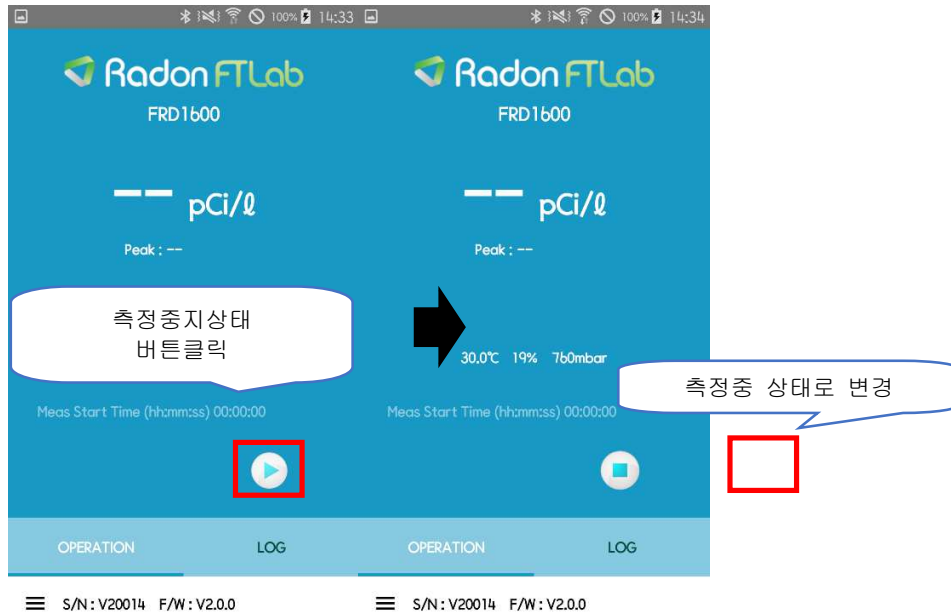 100% 14:33
Radon FTLab
FRD1600
-- pCi/ℓ
Peak : --
측정중지상태
버튼클릭
Meas Start Time (hh:mm:ss) 00:00:00
OPERATION LOG
S/N : V20014 F/W : V2.0.0
100% 14:34
Radon FTLab
FRD1600
-- pCi/ℓ
Peak : --
30.0℃ 19% 760mbar
측정중 상태로 변경
Meas Start Time (hh:mm:ss) 00:00:00
OPERATION LOG
S/N : V20014 F/W : V2.0.0